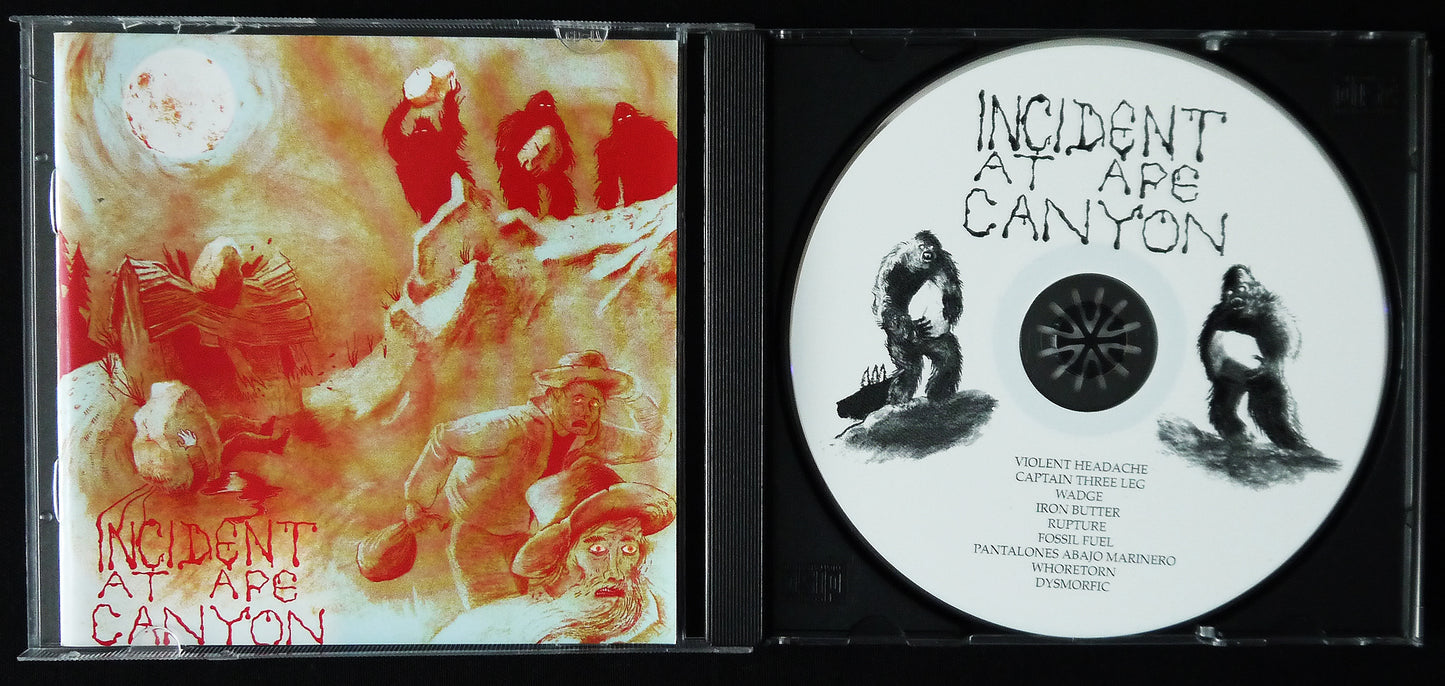 INCIDENT
AT APE
CANYON
INCIDENT
AT APE
CANYON
VIOLENT HEADACHE
CAPTAIN THREE LEG
WADGE
IRON BUTTER
RUPTURE
FOSSIL FUEL
PANTALONES ABAJO MARINERO
WHORETORN
DYSMORFIC